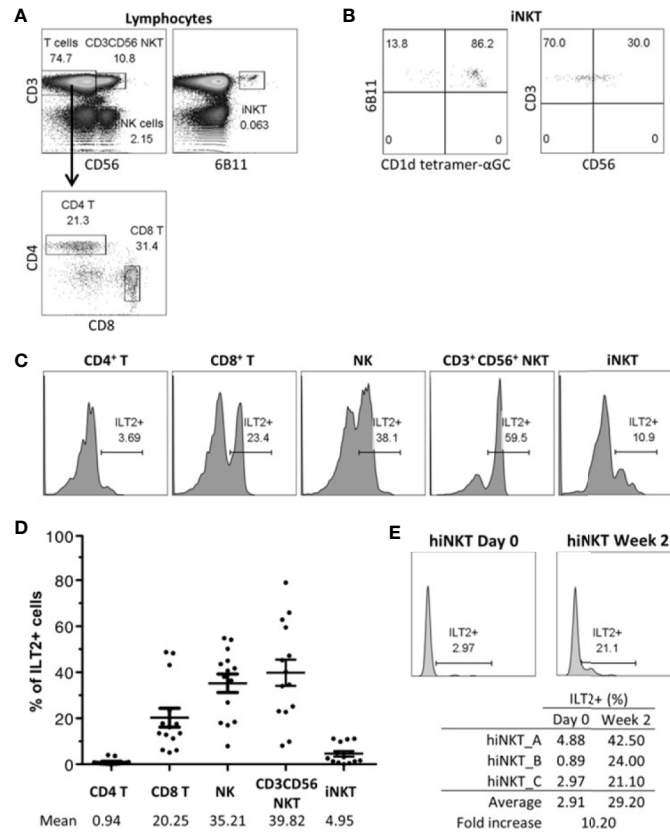 A
Lymphocytes
T cells CD3CD56 NKT
74.7 10.8
CD3
NK cells
2.15
iNKT
0.063
CD56
6B11
CD4 T
21.3
CD8 T
31.4
CD4
CD8
B
iNKT
13.8 86.2
6B11
0 0
CD1d tetramer-αGC
70.0 30.0
CD3
0 0
CD56
C
CD4+ T
ILT2+
3.69
CD8+ T
ILT2+
23.4
NK
ILT2+
38.1
CD3+ CD56+ NKT
ILT2+
59.5
iNKT
ILT2+
10.9
D
% of ILT2+ cells
100
80
60
40
20
0
CD4 T CD8 T NK CD3CD56 NKT iNKT
Mean 0.94 20.25 35.21 39.82 4.95
E
hiNKT Day 0
ILT2+
2.97
hiNKT Week 2
ILT2+
21.1
ILT2+ (%)
Day 0 Week 2
hiNKT_A 4.88 42.50
hiNKT_B 0.89 24.00
hiNKT_C 2.97 21.10
Average 2.91 29.20
Fold increase 10.20